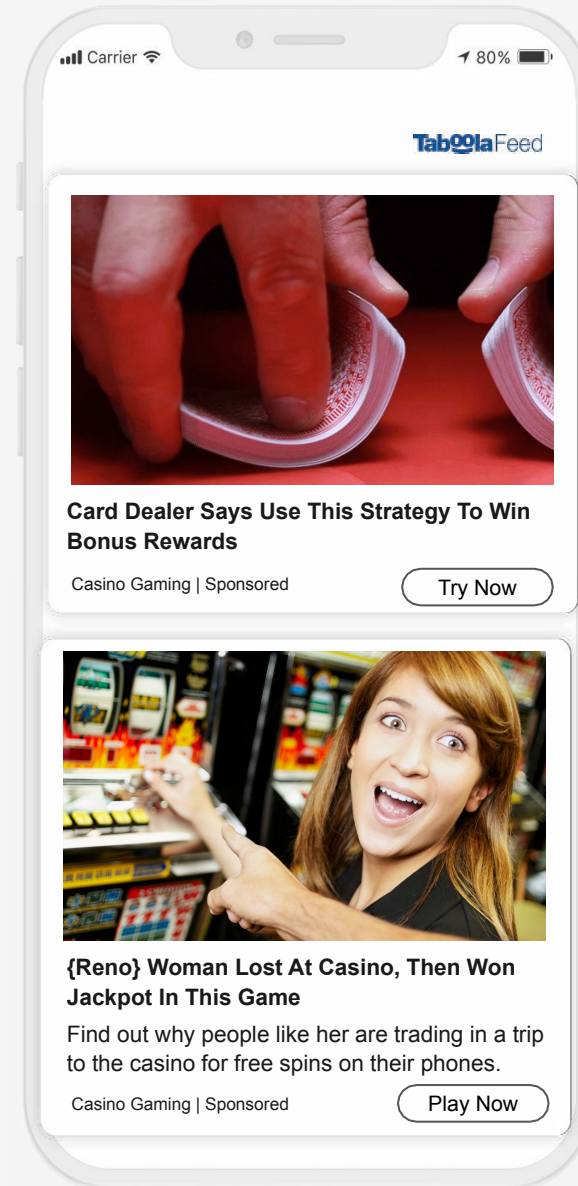 Carrier
80%
Taboola Feed
Card Dealer Says Use This Strategy To Win
Bonus Rewards
Casino Gaming | Sponsored
Try Now
{Reno} Woman Lost At Casino, Then Won
Jackpot In This Game
Find out why people like her are trading in a trip
to the casino for free spins on their phones.
Casino Gaming | Sponsored
Play Now